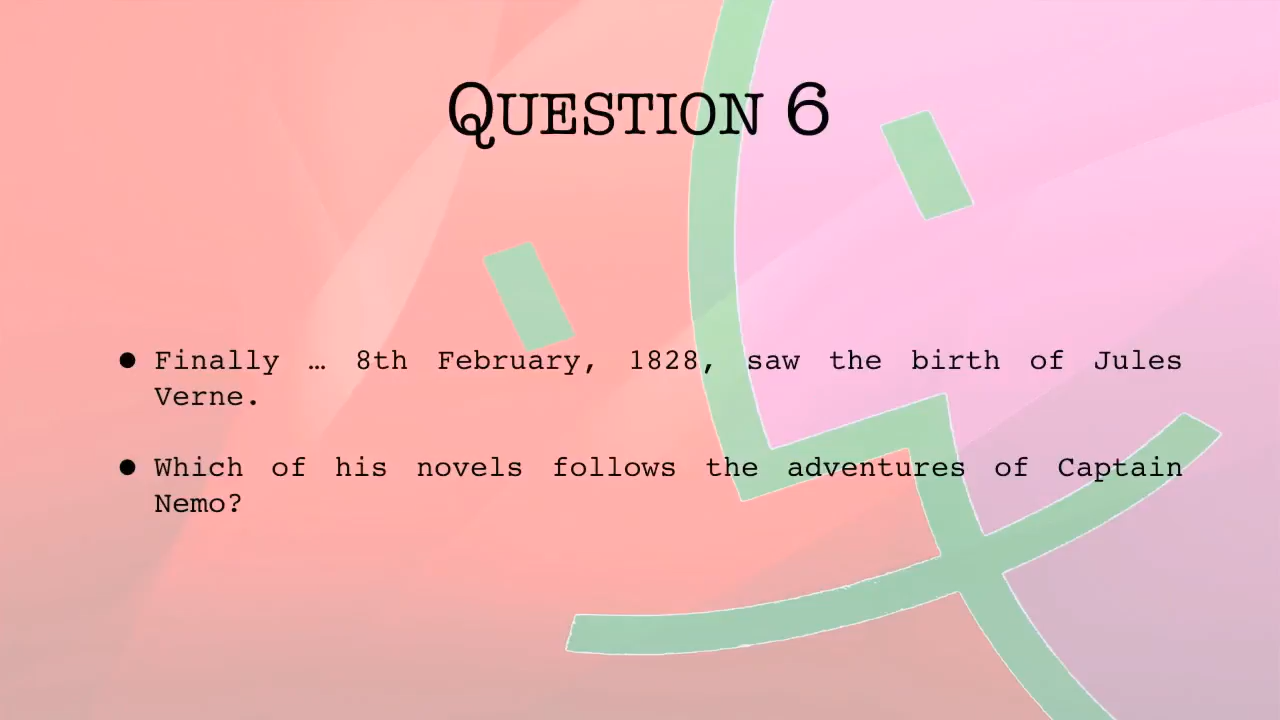 QUESTION 6
● Finally … 8th February, 1828, saw the birth of Jules
Verne.
● Which of his novels follows the adventures of Captain
Nemo?